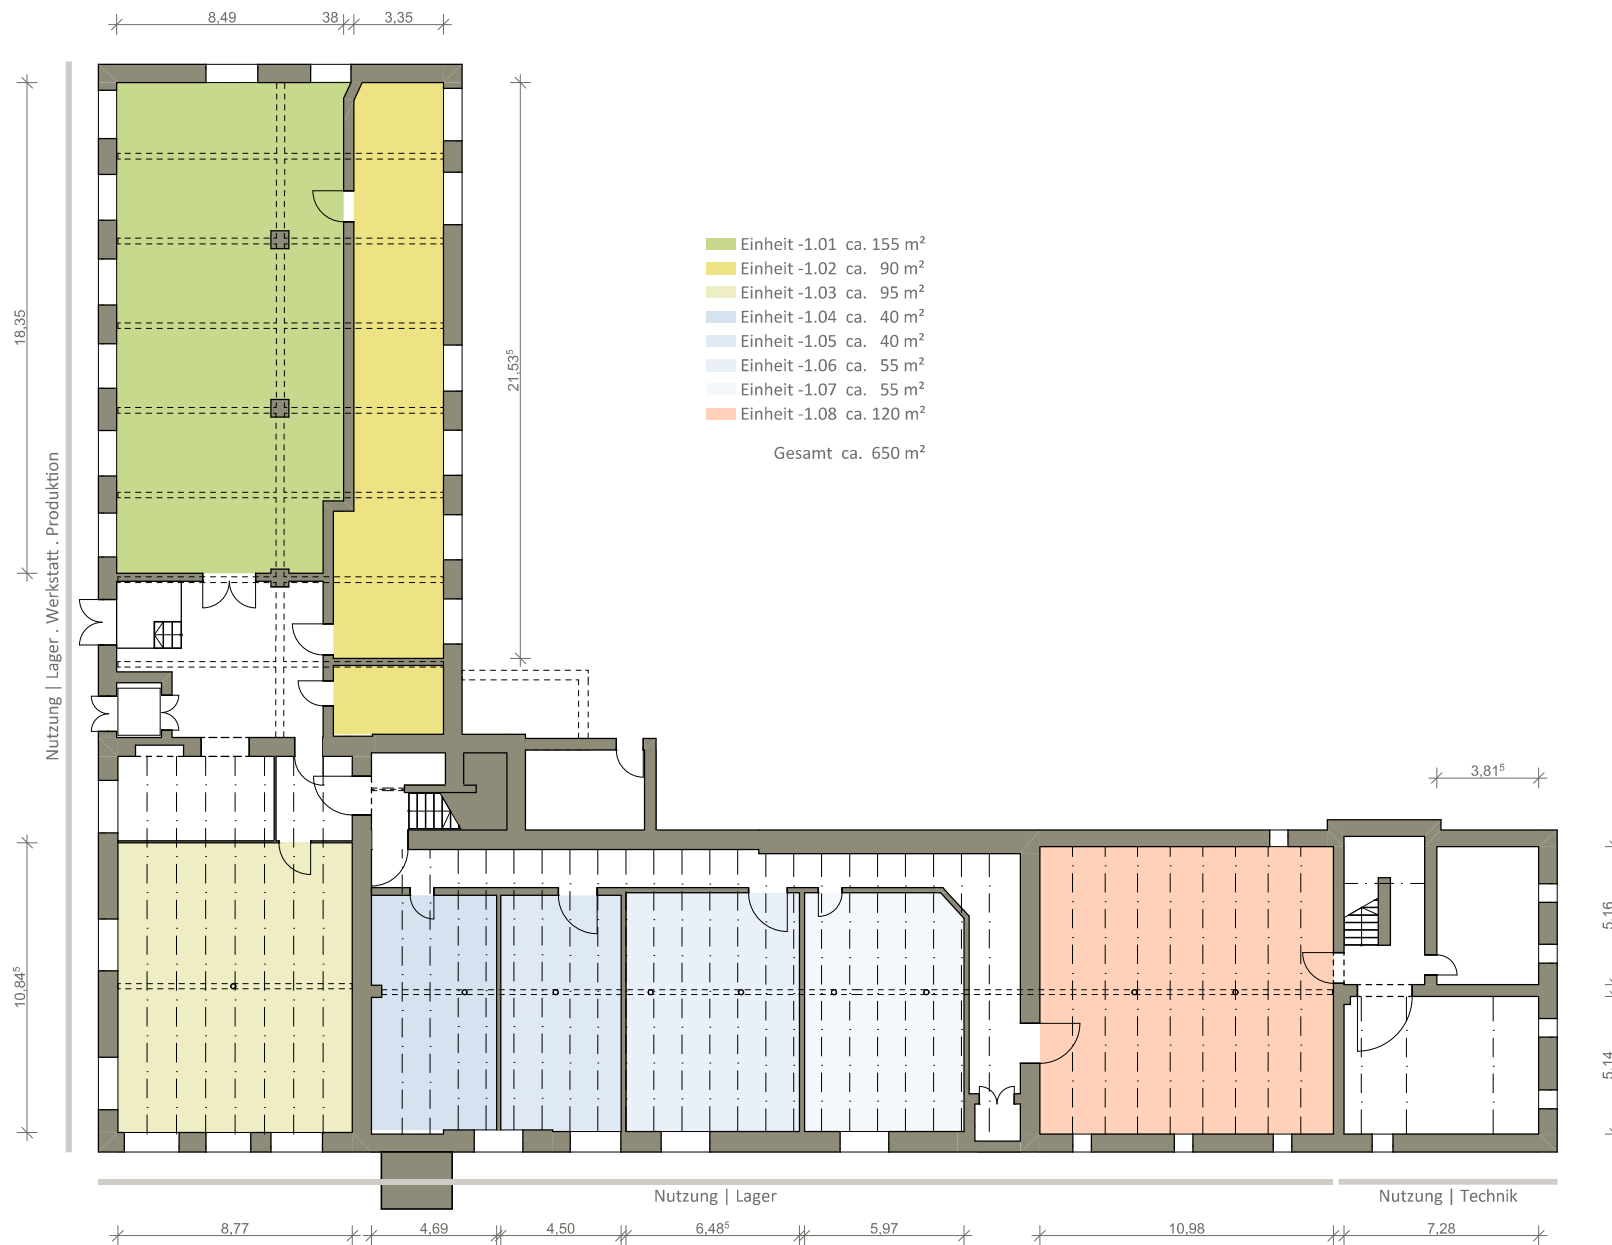 8,49 38 3,35
18,35
21,53⁵
Nutzung | Lager . Werkstatt . Produktion
Einheit -1.01 ca. 155 m²
Einheit -1.02 ca. 90 m²
Einheit -1.03 ca. 95 m²
Einheit -1.04 ca. 40 m²
Einheit -1.05 ca. 40 m²
Einheit -1.06 ca. 55 m²
Einheit -1.07 ca. 55 m²
Einheit -1.08 ca. 120 m²
Gesamt ca. 650 m²
3,81⁵
10,84⁵
5,16
5,14
Nutzung | Lager
Nutzung | Technik
8,77 4,69 4,50 6,48⁵ 5,97 10,98 7,28